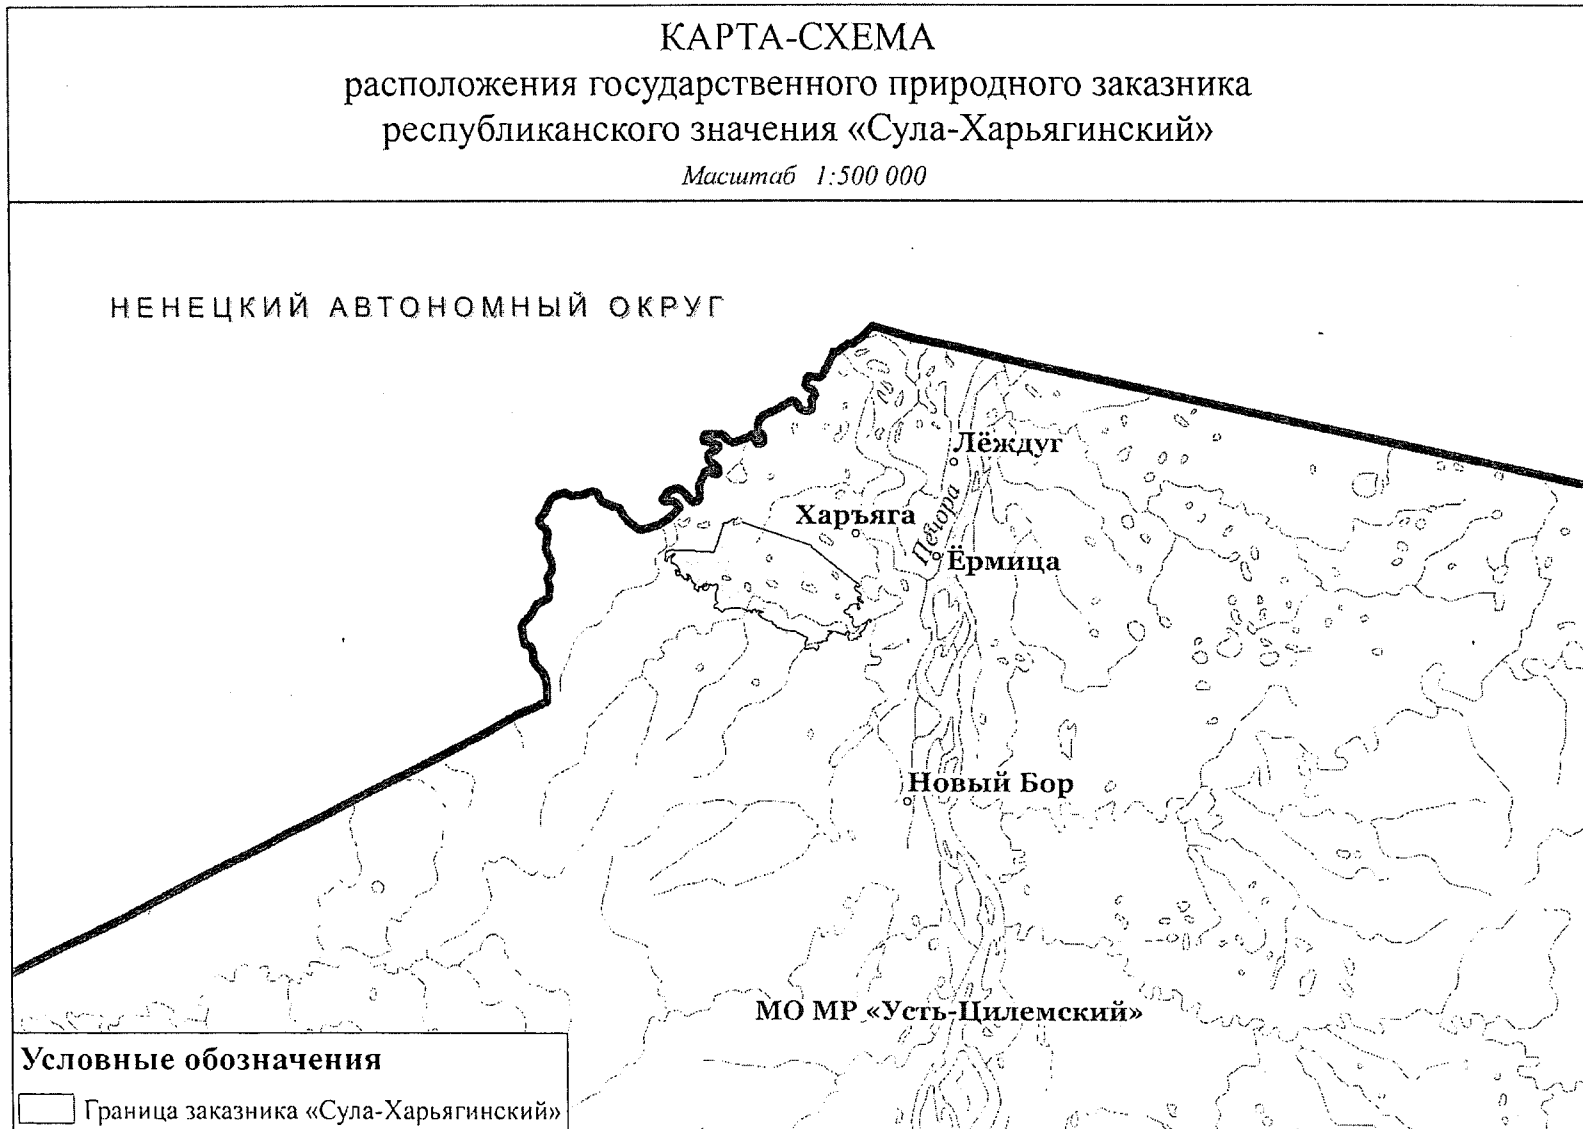 КАРТА-СХЕМА
расположения государственного природного заказника
республиканского значения «Сула-Харьягинский»
Масштаб 1:500 000
НЕНЕЦКИЙ АВТОНОМНЫЙ ОКРУГ
Лёждуг
Харъяга
Печора
Ёрмица
Новый Бор
МО МР «Усть-Цилемский»
Условные обозначения
Граница заказника «Сула-Харьягинский»